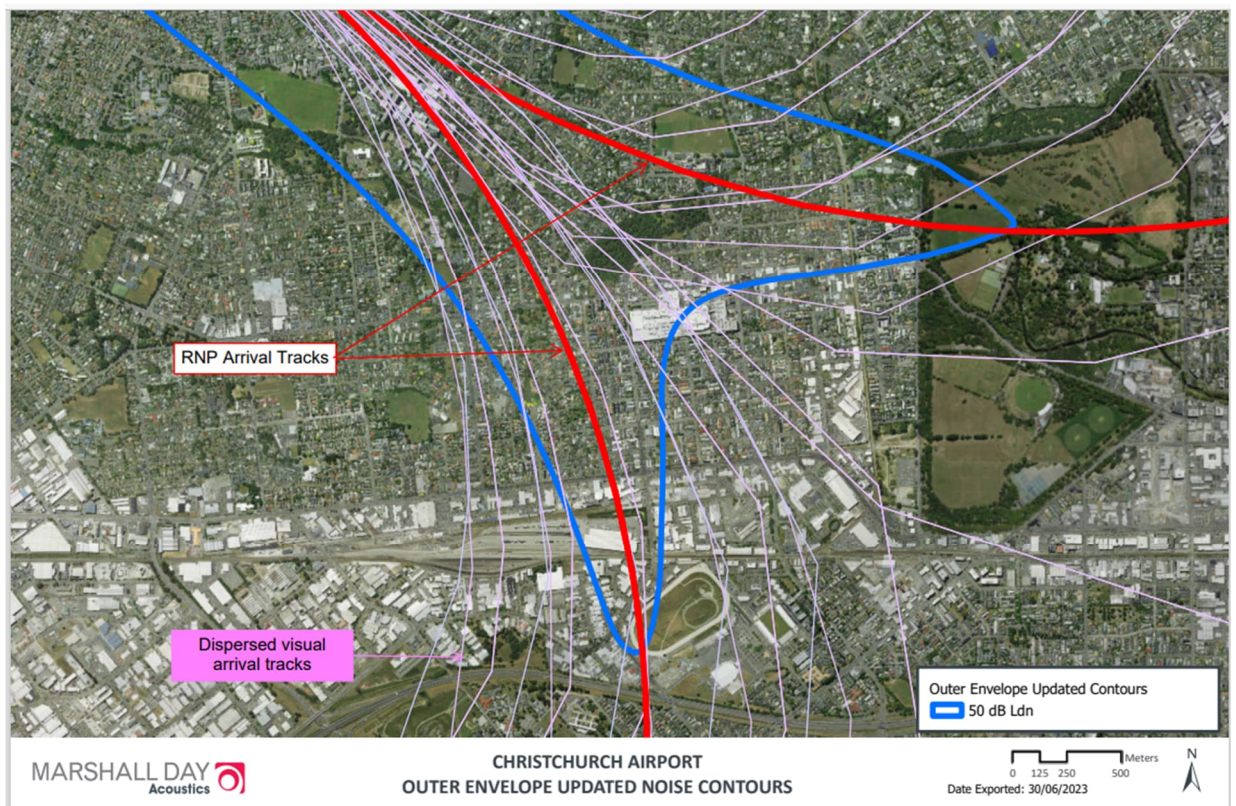 RNP Arrival Tracks
Dispersed visual
arrival tracks
Outer Envelope Updated Contours
50 dB Ldn
MARSHALL DAY
Acoustics
CHRISTCHURCH AIRPORT
OUTER ENVELOPE UPDATED NOISE CONTOURS
Meters
0 125 250 500
Date Exported: 30/06/2023
N